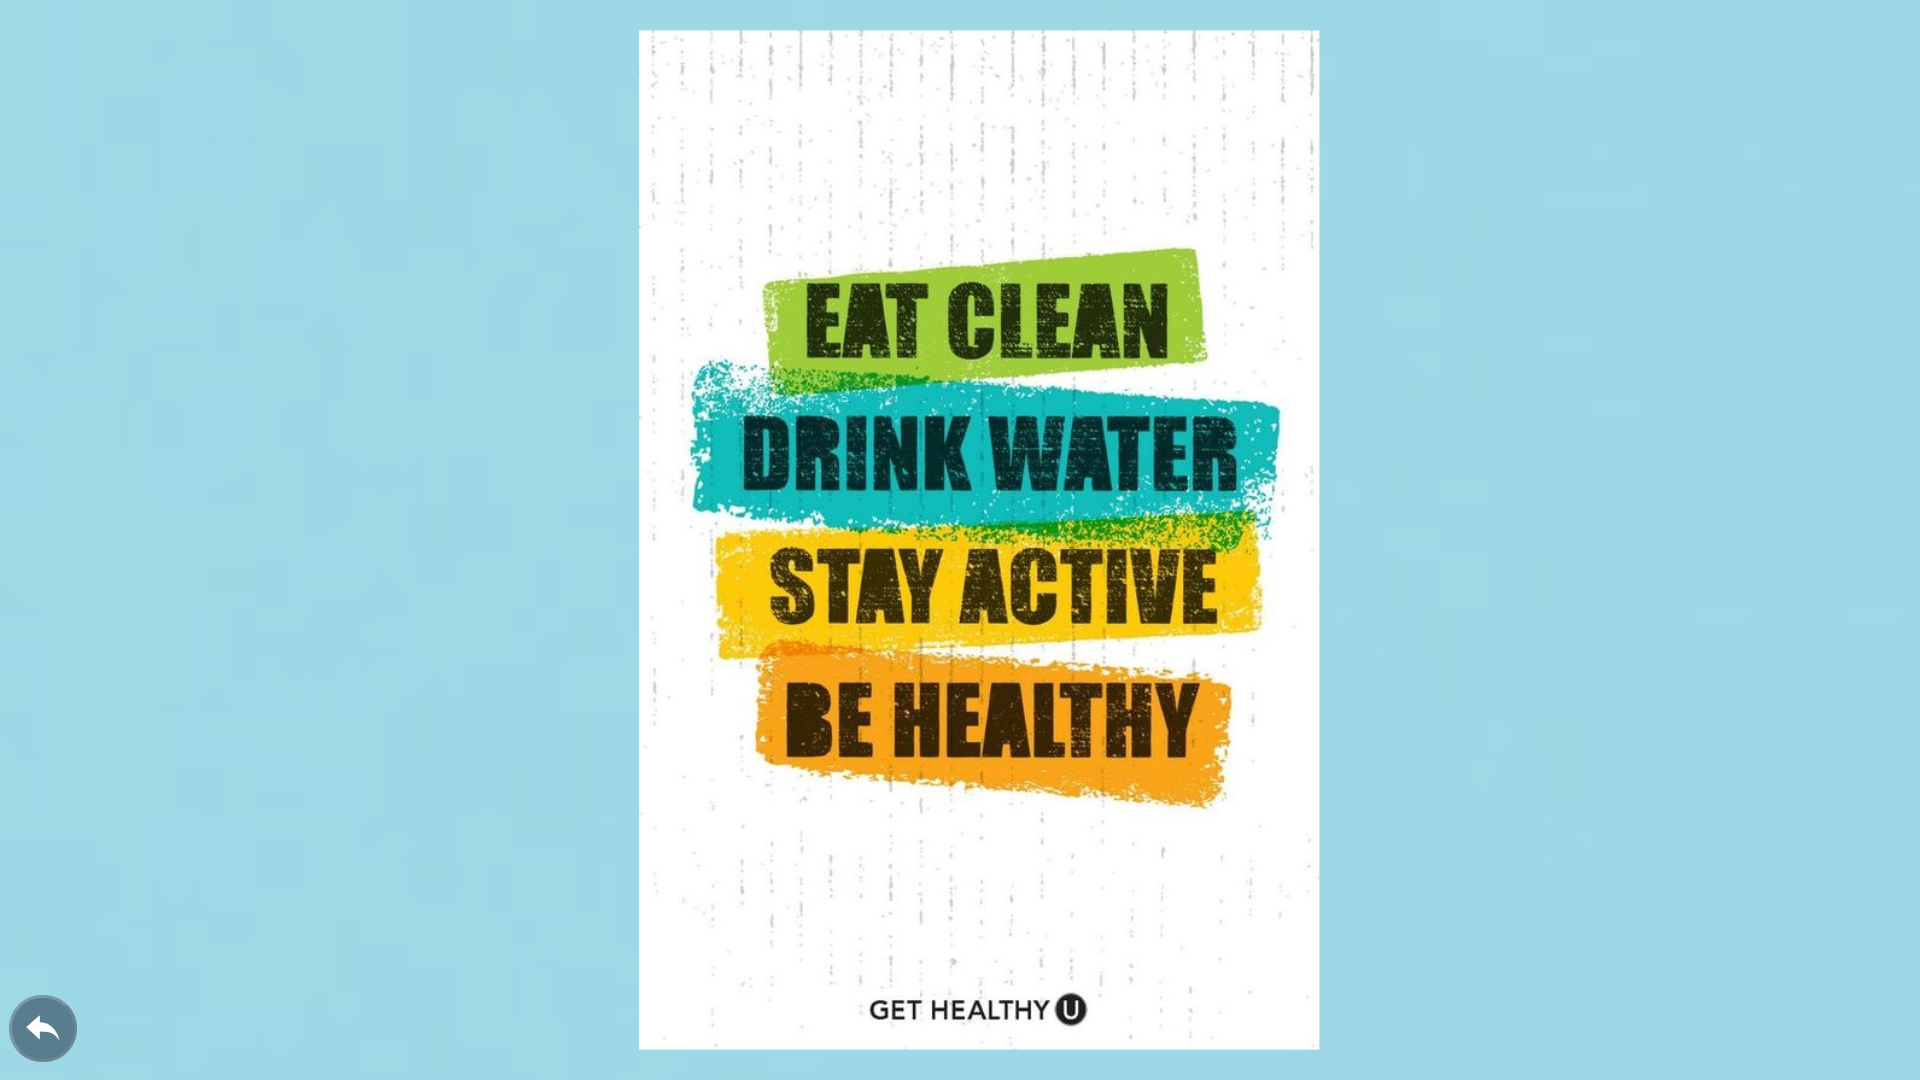 EAT CLEAN
DRINK WATER
STAY ACTIVE
BE HEALTHY
GET HEALTHY U